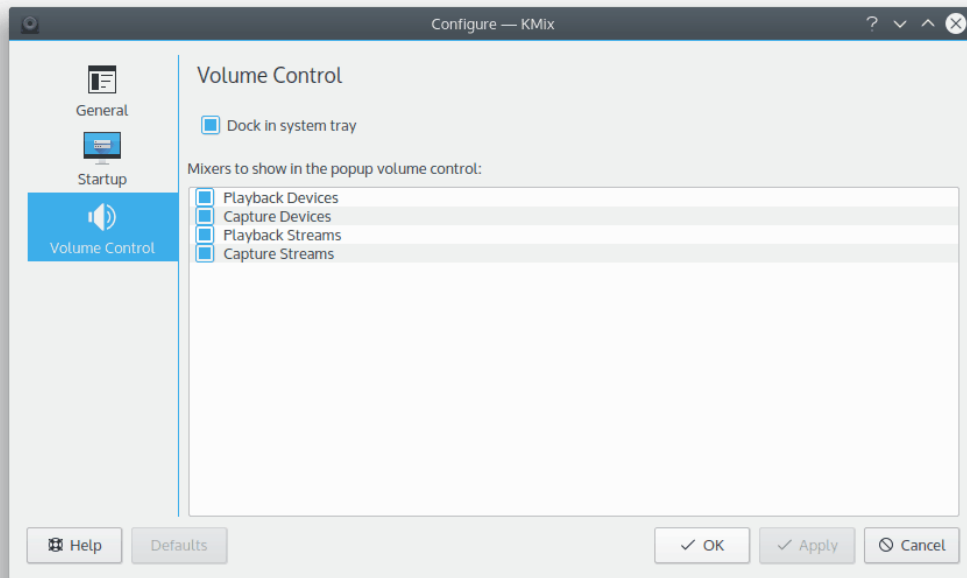 Configure — KMix
General
Startup
Volume Control
Volume Control
Dock in system tray
Mixers to show in the popup volume control:
Playback Devices
Capture Devices
Playback Streams
Capture Streams
Help
Defaults
OK
Apply
Cancel